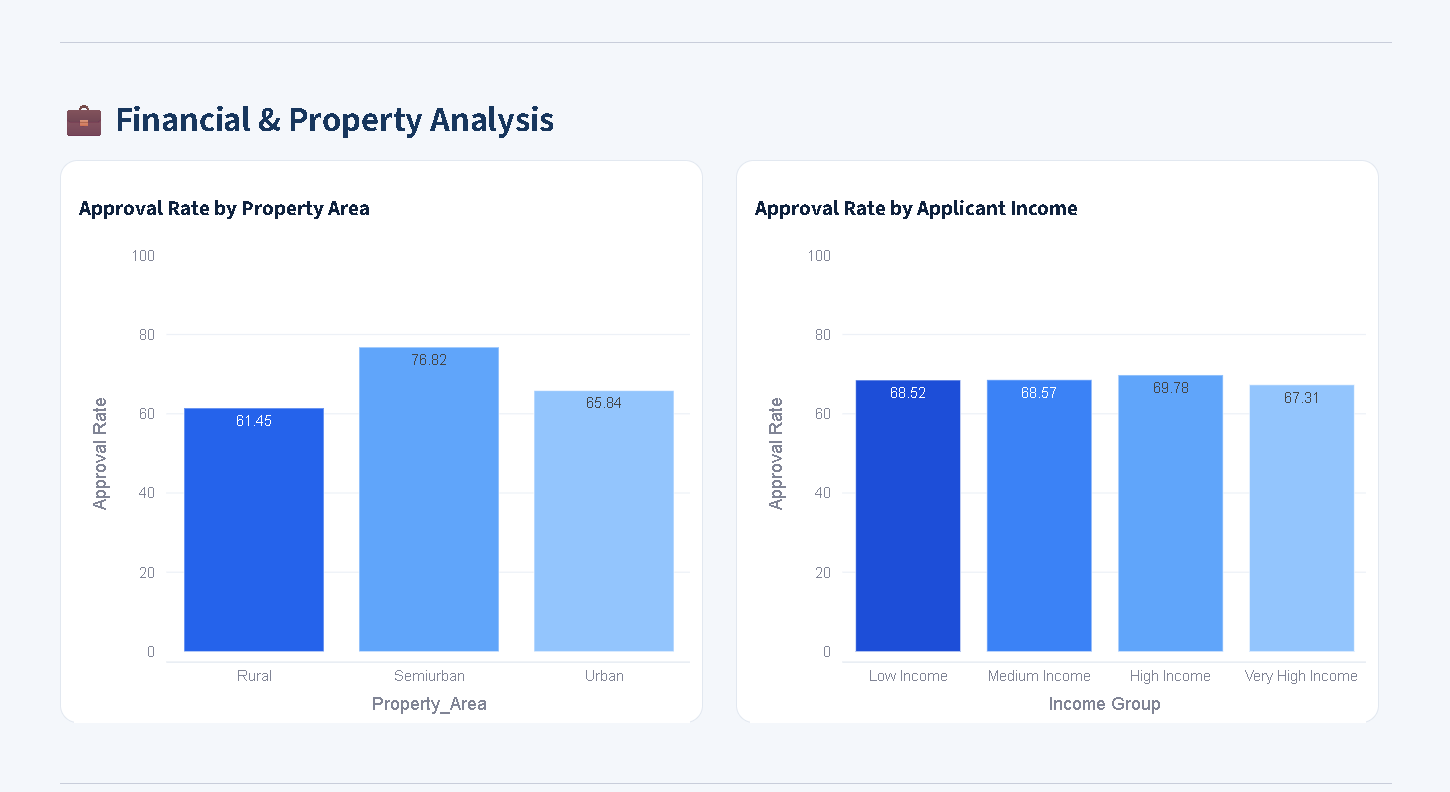 Financial & Property Analysis
Approval Rate by Property Area
100
80
60
40
20
0
Approval Rate
61.45
76.82
65.84
Rural
Semiurban
Urban
Property_Area
Approval Rate by Applicant Income
100
80
60
40
20
0
Approval Rate
68.52
68.57
69.78
67.31
Low Income
Medium Income
High Income
Very High Income
Income Group